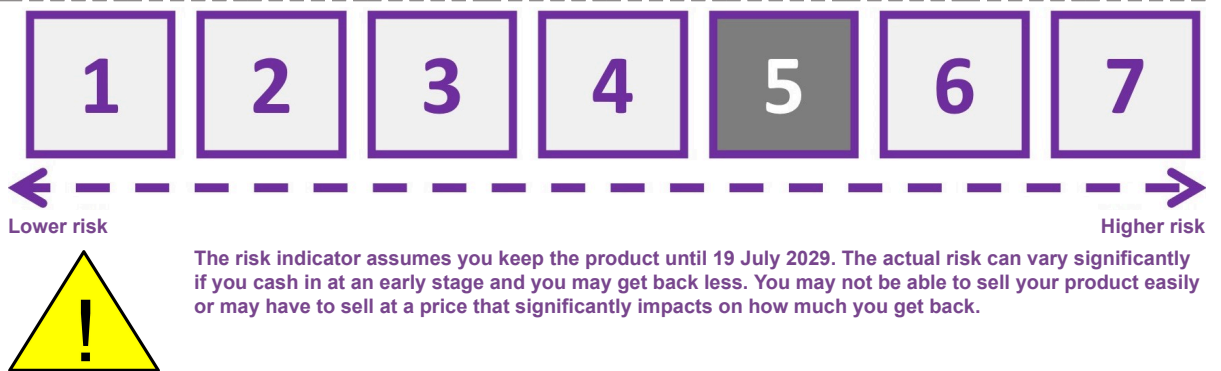 1 2 3 4 5 6 7
Lower risk Higher risk
The risk indicator assumes you keep the product until 19 July 2029. The actual risk can vary significantly
if you cash in at an early stage and you may get back less. You may not be able to sell your product easily
or may have to sell at a price that significantly impacts on how much you get back.
!